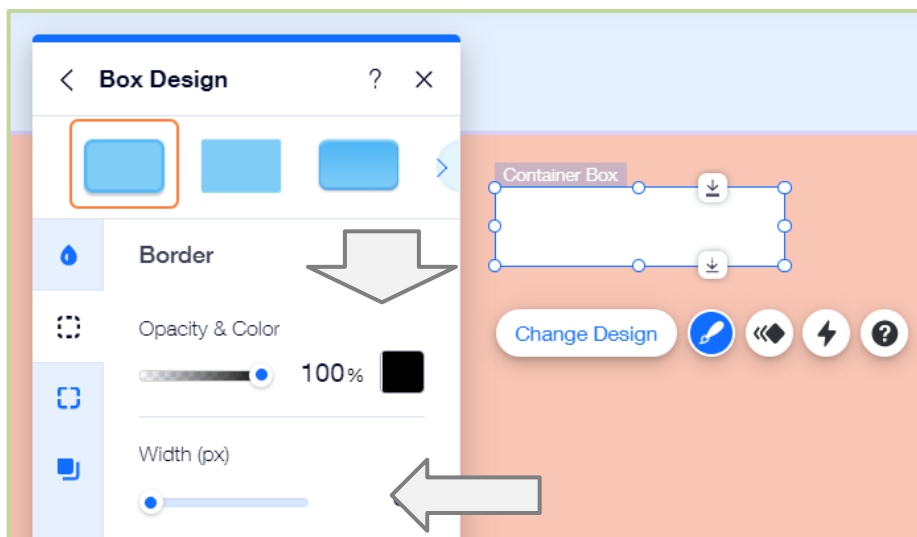 Box Design ?
Container Box
Border
Opacity & Color
Change Design ?
100%
Width (px)